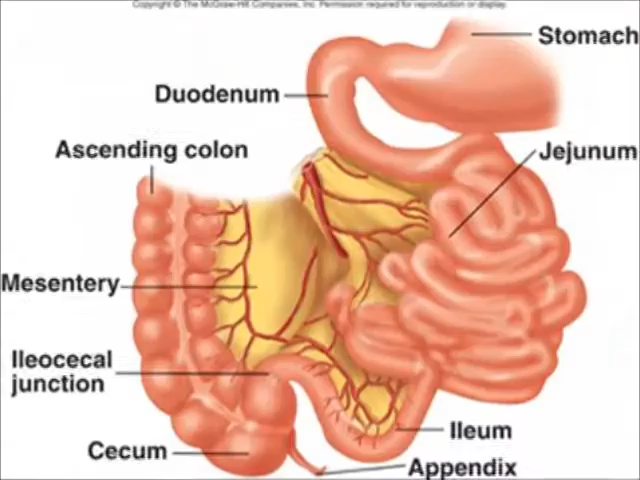 Copyright © The McGraw-Hill Companies, Inc. Permission required for reproduction or display.
Stomach
Duodenum
Ascending colon
Jejunum
Mesentery
Ileocecal
junction
Ileum
Cecum
Appendix